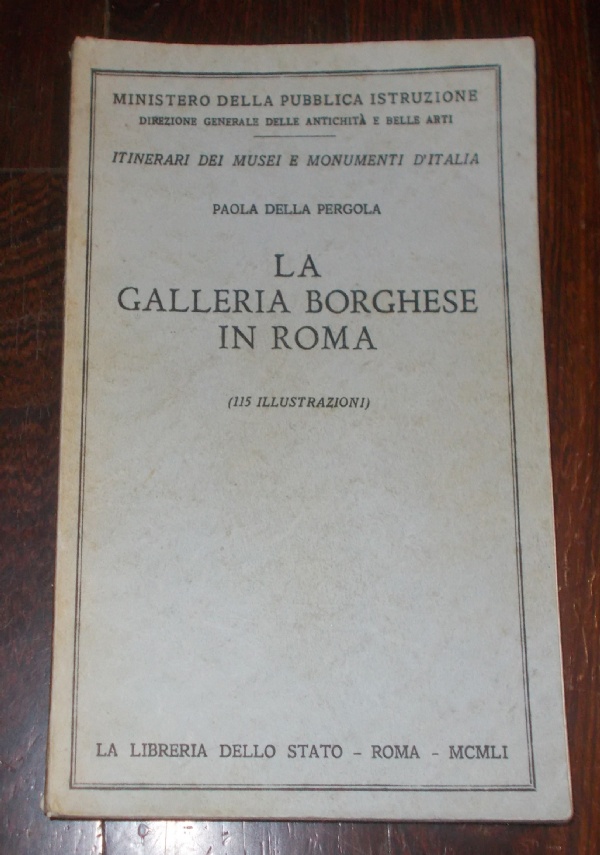 MINISTERO DELLA PUBBLICA ISTRUZIONE
DIREZIONE GENERALE DELLE ANTICHITÀ E BELLE ARTI
ITINERARI DEI MUSEI E MONUMENTI D'ITALIA
PAOLA DELLA PERGOLA
LA
GALLERIA BORGHESE
IN ROMA
(115 ILLUSTRAZIONI)
LA LIBRERIA DELLO STATO – ROMA – MCMLI